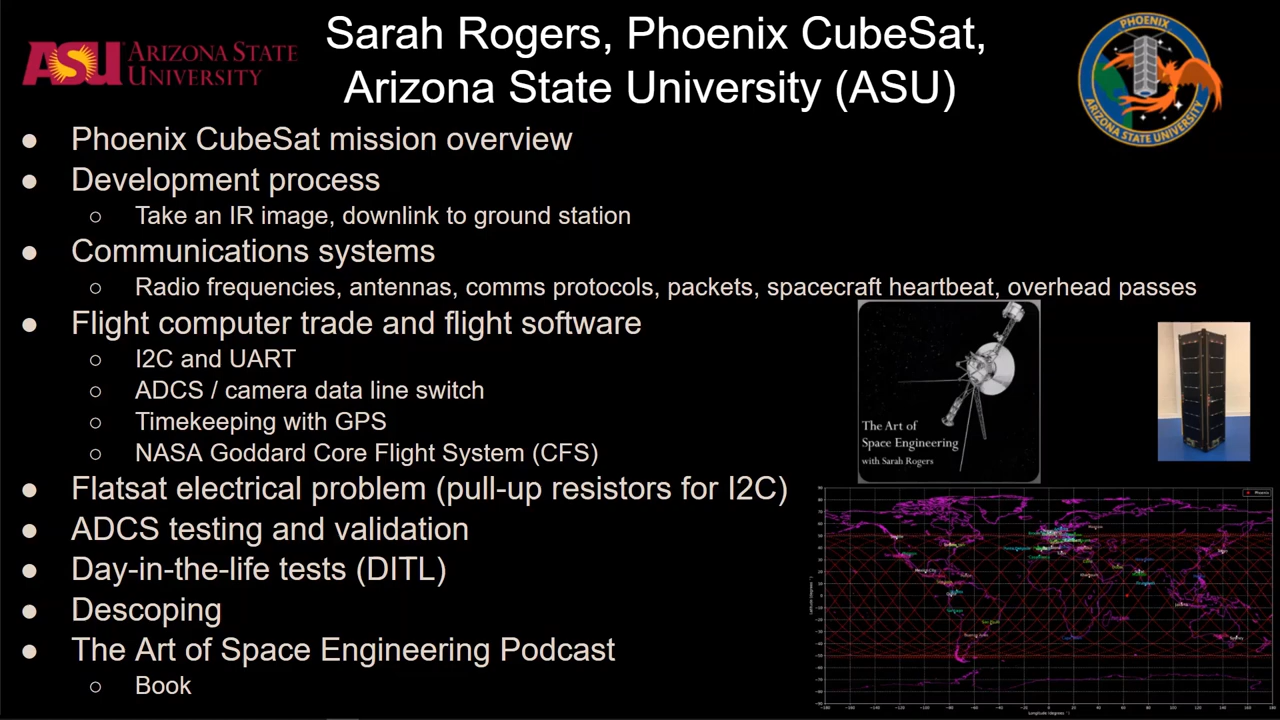 Sarah Rogers, Phoenix CubeSat,
Arizona State University (ASU)
ASU ARIZONA STATE
UNIVERSITY
PHOENIX
ARIZONA STATE UNIVERSITY
● Phoenix CubeSat mission overview
● Development process
○ Take an IR image, downlink to ground station
● Communications systems
○ Radio frequencies, antennas, comms protocols, packets, spacecraft heartbeat, overhead passes
● Flight computer trade and flight software
○ I2C and UART
○ ADCS / camera data line switch
○ Timekeeping with GPS
○ NASA Goddard Core Flight System (CFS)
● Flatsat electrical problem (pull-up resistors for I2C)
● ADCS testing and validation
● Day-in-the-life tests (DITL)
● Descoping
● The Art of Space Engineering Podcast
○ Book
The Art of
Space Engineering
with Sarah Rogers
Phoenix
Longitude (degrees °)